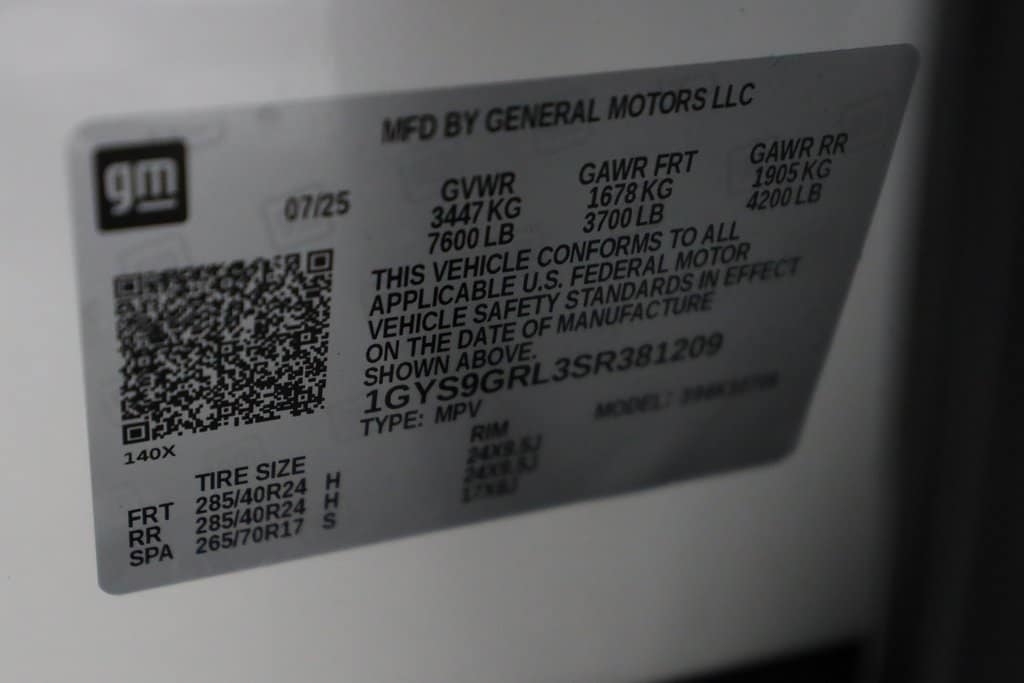 MFD BY GENERAL MOTORS LLC
gm
07/25
GVWR GAWR FRT GAWR RR
3447 KG 1678 KG 1905 KG
7600 LB 3700 LB 4200 LB
THIS VEHICLE CONFORMS TO ALL
APPLICABLE U.S. FEDERAL MOTOR
VEHICLE SAFETY STANDARDS IN EFFECT
ON THE DATE OF MANUFACTURE
SHOWN ABOVE.
1GYS9GRL3SR381209
TYPE: MPV MODEL:
140X
TIRE SIZE RIM
FRT 285/40R24 H
RR 285/40R24 H
SPA 265/70R17 S